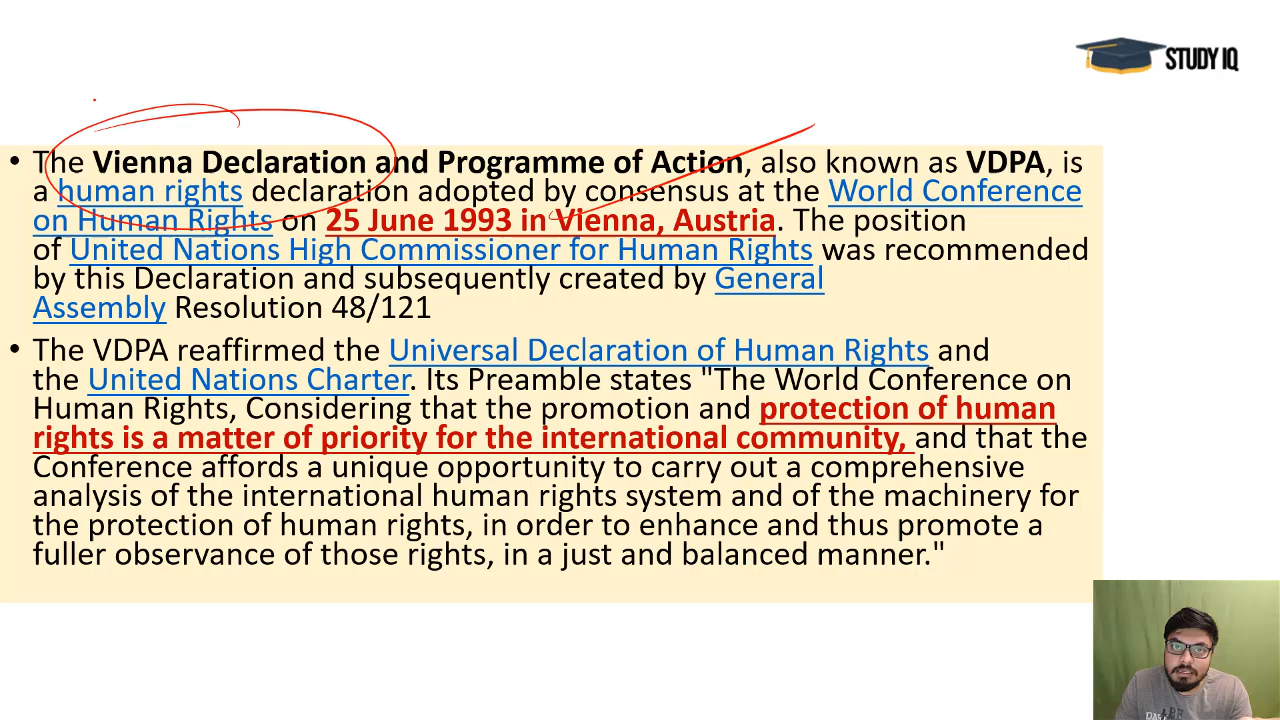 STUDY IQ
• The Vienna Declaration and Programme of Action, also known as VDPA, is
a human rights declaration adopted by consensus at the World Conference
on Human Rights on 25 June 1993 in Vienna, Austria. The position
of United Nations High Commissioner for Human Rights was recommended
by this Declaration and subsequently created by General
Assembly Resolution 48/121
• The VDPA reaffirmed the Universal Declaration of Human Rights and
the United Nations Charter. Its Preamble states "The World Conference on
Human Rights, Considering that the promotion and protection of human
rights is a matter of priority for the international community, and that the
Conference affords a unique opportunity to carry out a comprehensive
analysis of the international human rights system and of the machinery for
the protection of human rights, in order to enhance and thus promote a
fuller observance of those rights, in a just and balanced manner."